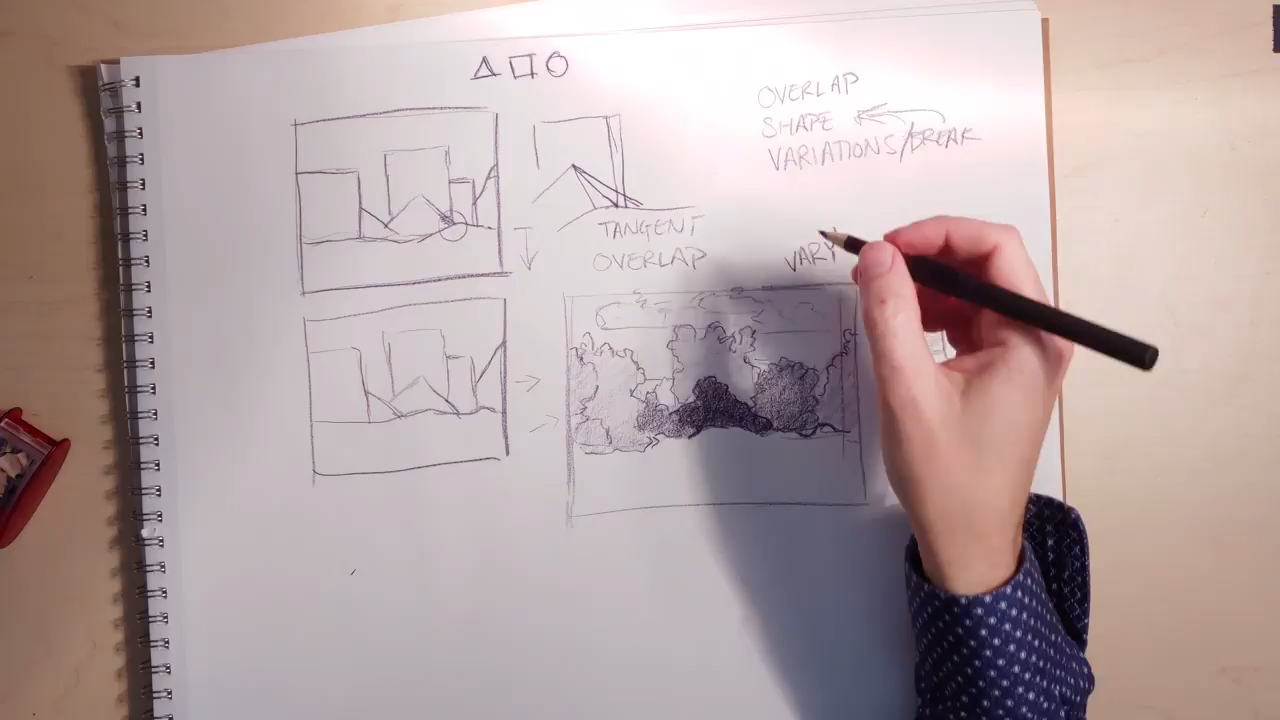 OVERLAP
SHAPE
VARIATIONS/BREAK
TANGENT
OVERLAP
VARY